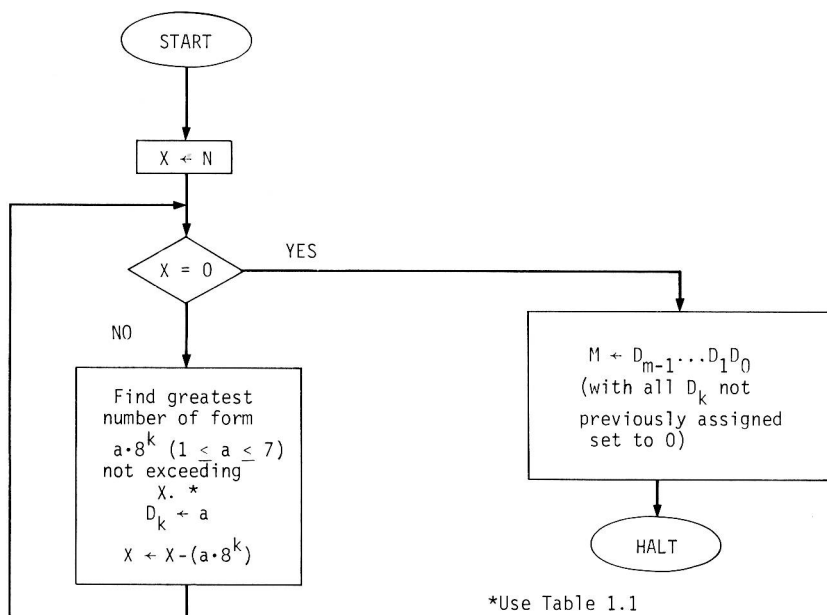 START
X ← N
X = 0
YES
NO
Find greatest
number of form
a·8^k (1 ≤ a ≤ 7)
not exceeding
X. *
D_k ← a
X ← X-(a·8^k)
M ← D_{m-1}...D_1D_0
(with all D_k not
previously assigned
set to 0)
HALT
*Use Table 1.1